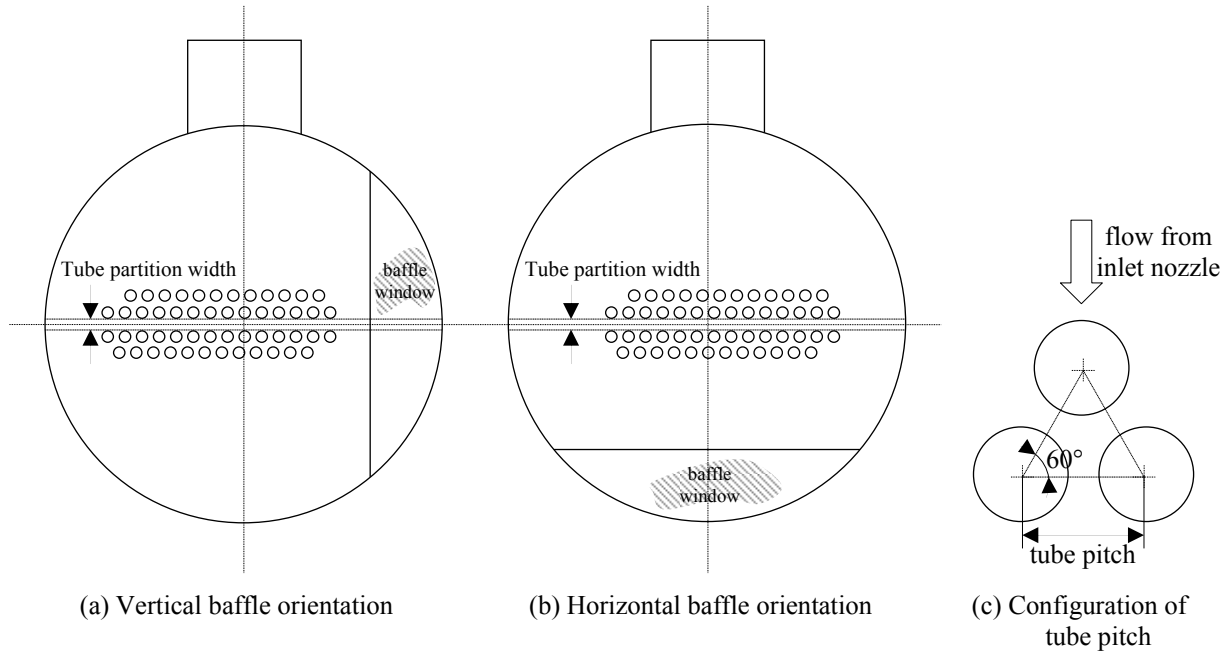 Tube partition width
baffle
window
(a) Vertical baffle orientation
Tube partition width
baffle
window
(b) Horizontal baffle orientation
flow from
inlet nozzle
60°
tube pitch
(c) Configuration of
tube pitch